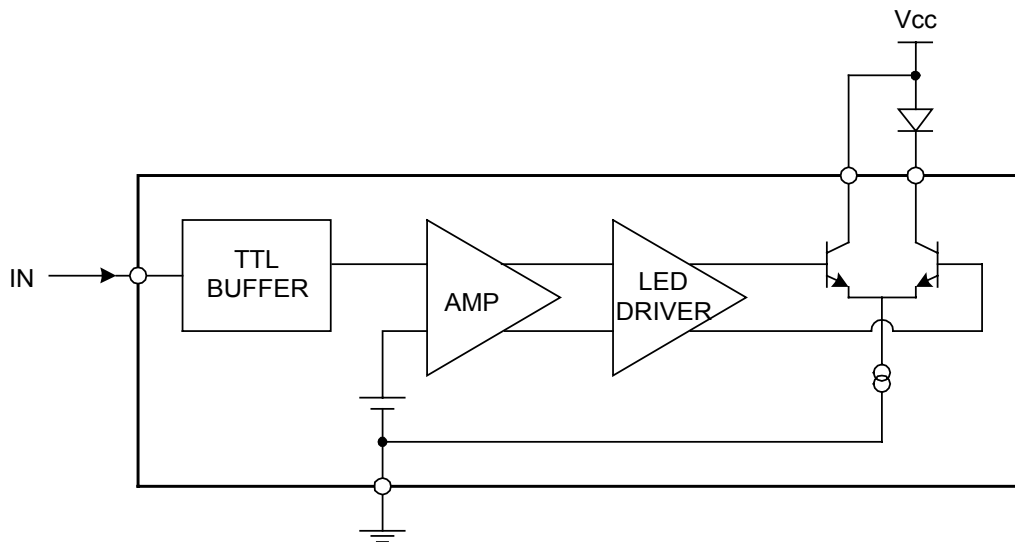 Vcc
IN
TTL
BUFFER
AMP
LED
DRIVER